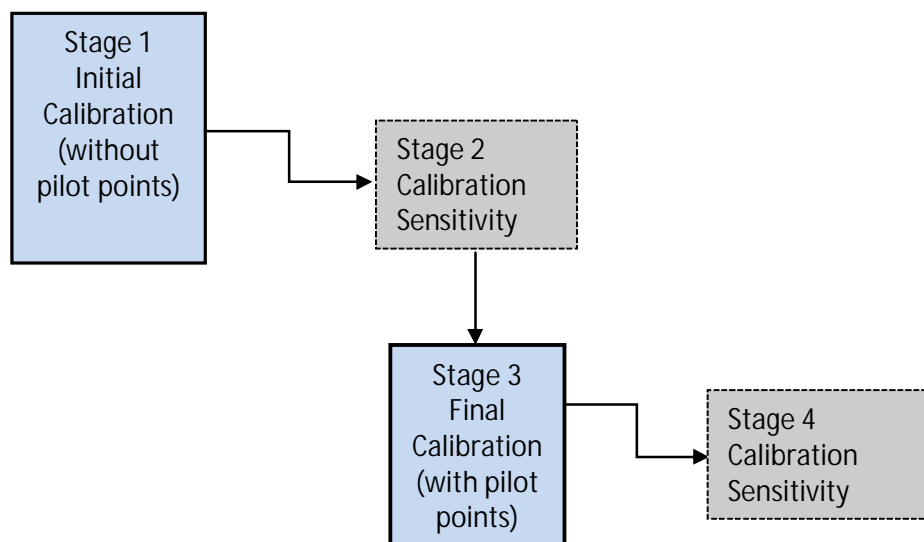 Stage 1
Initial
Calibration
(without
pilot points)
Stage 2
Calibration
Sensitivity
Stage 3
Final
Calibration
(with pilot
points)
Stage 4
Calibration
Sensitivity